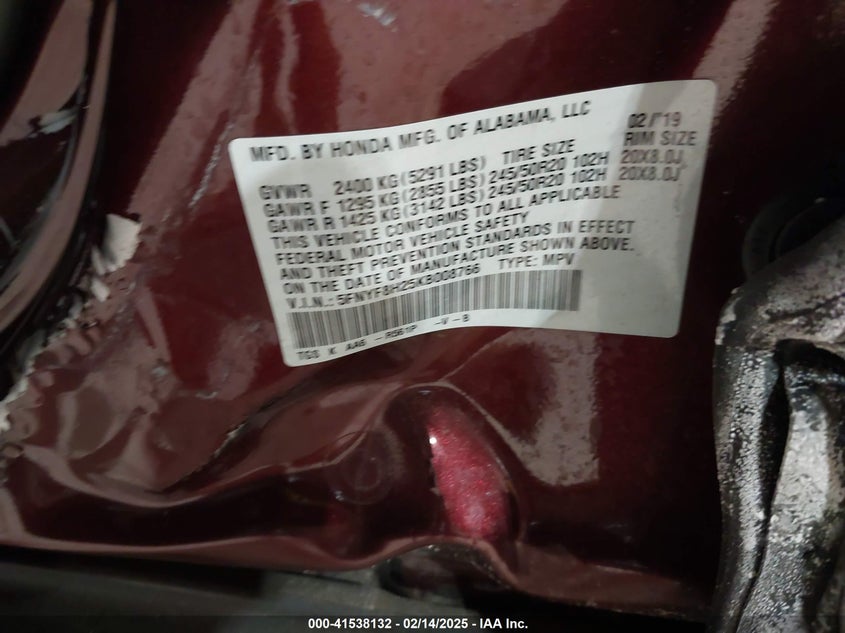 MFD. BY HONDA MFG. OF ALABAMA, LLC 02/'19
TIRE SIZE RIM SIZE
GVWR 2400 KG(5291 LBS)
GAWR F 1295 KG(2855 LBS) 245/50R20 102H 20X8.0J
GAWR R 1425 KG(3142 LBS) 245/50R20 102H 20X8.0J
THIS VEHICLE CONFORMS TO ALL APPLICABLE
FEDERAL MOTOR VEHICLE SAFETY
AND THEFT PREVENTION STANDARDS IN EFFECT
ON THE DATE OF MANUFACTURE SHOWN ABOVE.
V.I.N.: 5FNYF8H25KB008766 TYPE: MPV
TGS K AA6 - R561P -V-B
000-41538132 - 02/14/2025 - IAA Inc.